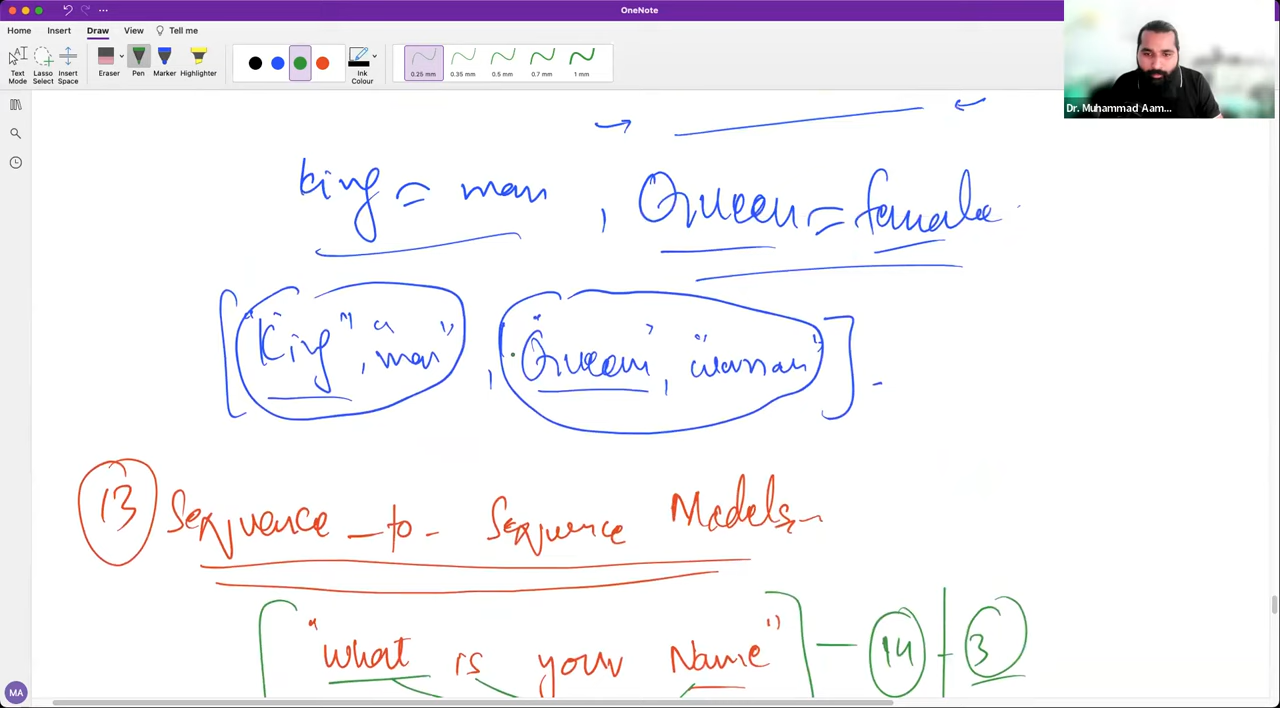 OneNote
Home Insert Draw View Tell me
Text Mode Lasso Select Insert Space Eraser Pen Marker Highlighter 0.25 mm 0.35 mm 0.5 mm 0.7 mm 1 mm Ink Colour
Dr. Muhammad Aam...
king = man , Queen = female
["King", "man", "Queen", "woman"].
13 Sequence-to-Sequence Models
"What is your Name" — 14 3
MA